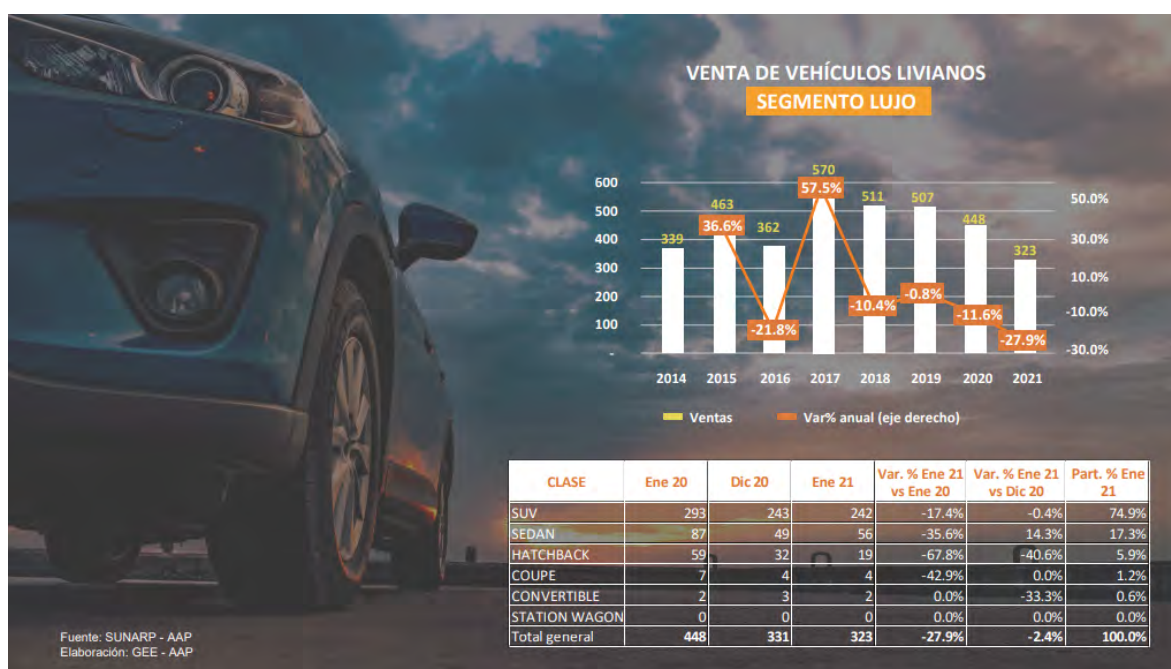 VENTA DE VEHÍCULOS LIVIANOS
SEGMENTO LUJO
600
500
400
300
200
100
-
50.0%
30.0%
10.0%
-10.0%
-30.0%
339
463
362
570
511
507
448
323
36.6%
-21.8%
57.5%
-10.4%
-0.8%
-11.6%
-27.9%
2014 2015 2016 2017 2018 2019 2020 2021
Ventas Var% anual (eje derecho)
CLASE Ene 20 Dic 20 Ene 21 Var. % Ene 21 vs Ene 20 Var. % Ene 21 vs Dic 20 Part. % Ene 21
SUV 293 243 242 -17.4% -0.4% 74.9%
SEDAN 87 49 56 -35.6% 14.3% 17.3%
HATCHBACK 59 32 19 -67.8% -40.6% 5.9%
COUPE 7 4 4 -42.9% 0.0% 1.2%
CONVERTIBLE 2 3 2 0.0% -33.3% 0.6%
STATION WAGON 0 0 0 0.0% 0.0% 0.0%
Total general 448 331 323 -27.9% -2.4% 100.0%
Fuente: SUNARP - AAP
Elaboración: GEE - AAP